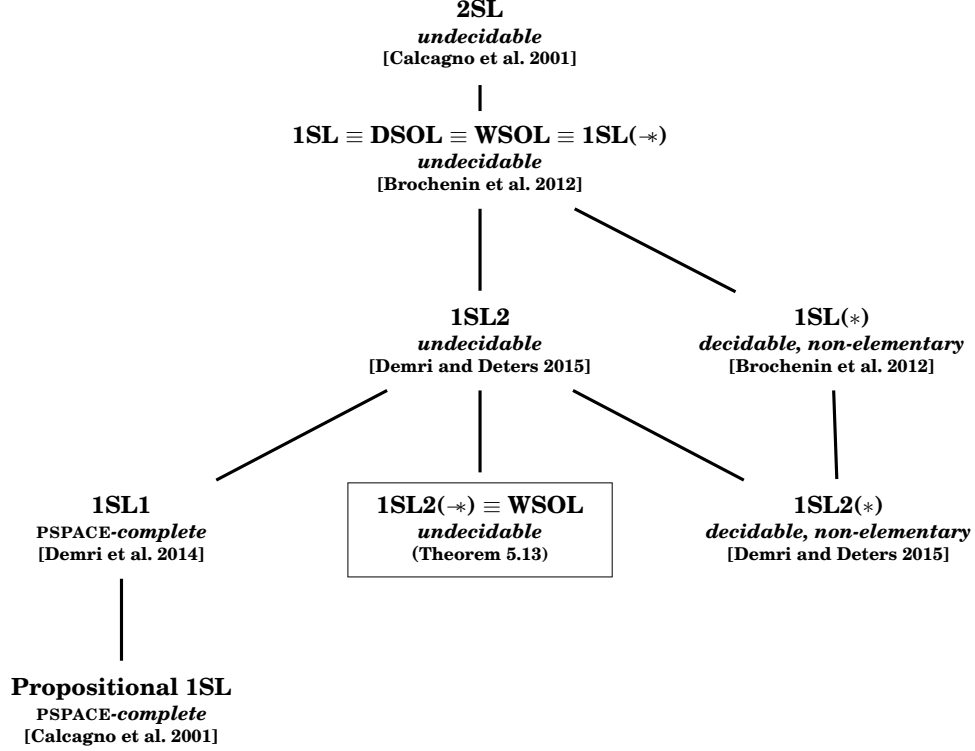 2SL
undecidable
[Calcagno et al. 2001]
1SL ≡ DSOL ≡ WSOL ≡ 1SL(−∗)
undecidable
[Brochenin et al. 2012]
1SL2
undecidable
[Demri and Deters 2015]
1SL(∗)
decidable, non-elementary
[Brochenin et al. 2012]
1SL1
PSPACE-complete
[Demri et al. 2014]
1SL2(−∗) ≡ WSOL
undecidable
(Theorem 5.13)
1SL2(∗)
decidable, non-elementary
[Demri and Deters 2015]
Propositional 1SL
PSPACE-complete
[Calcagno et al. 2001]